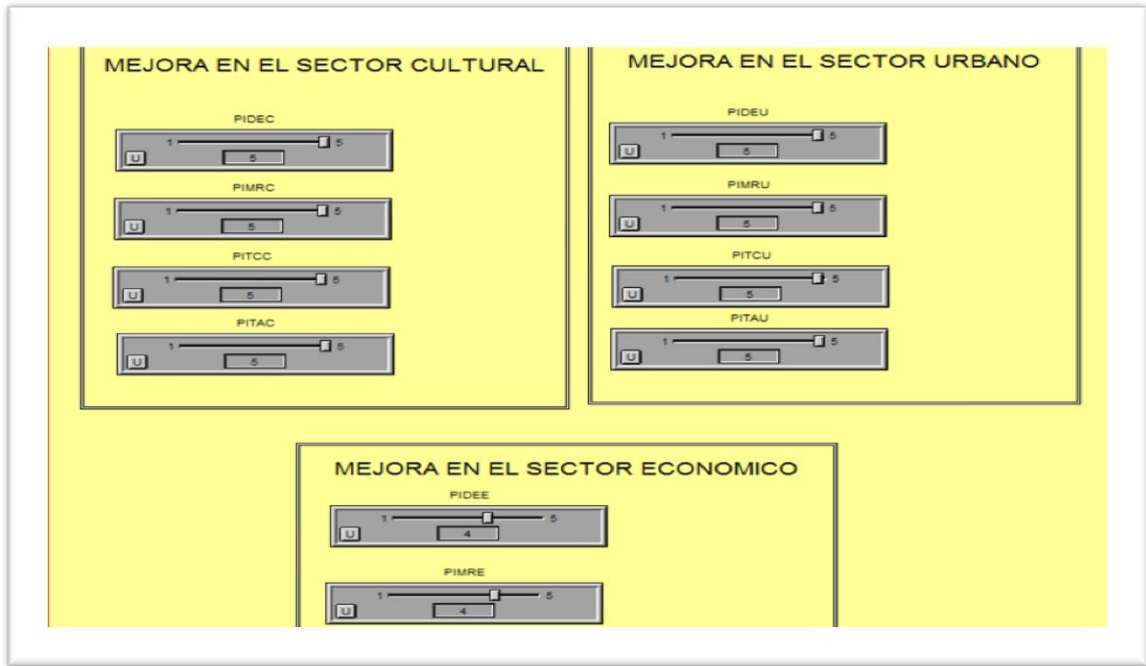 MEJORA EN EL SECTOR CULTURAL
PIDEC
1 5
U 5
PIMRC
1 5
U 5
PITCC
1 5
U 5
PITAC
1 5
U 5
MEJORA EN EL SECTOR URBANO
PIDEU
1 5
U 5
PIMRU
1 5
U 5
PITCU
1 5
U 5
PITAU
1 5
U 5
MEJORA EN EL SECTOR ECONOMICO
PIDEE
1 5
U 4
PIMRE
1 5
U 4